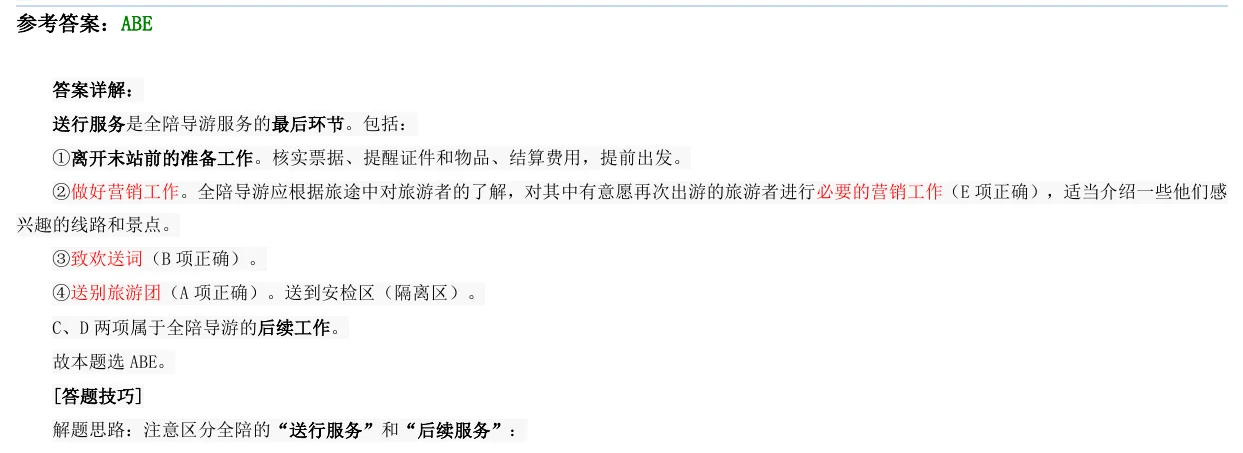 参考答案：ABE
答案详解：
送行服务是全陪导游服务的最后环节。包括：
①离开末站前的准备工作。核实票据、提醒证件和物品、结算费用，提前出发。
②做好营销工作。全陪导游应根据旅途中对旅游者的了解，对其中有意愿再次出游的旅游者进行必要的营销工作（E 项正确），适当介绍一些他们感
兴趣的线路和景点。
③致欢送词（B 项正确）。
④送别旅游团（A 项正确）。送到安检区（隔离区）。
C、D 两项属于全陪导游的后续工作。
故本题选 ABE。
[答题技巧]
解题思路：注意区分全陪的“送行服务”和“后续服务”：